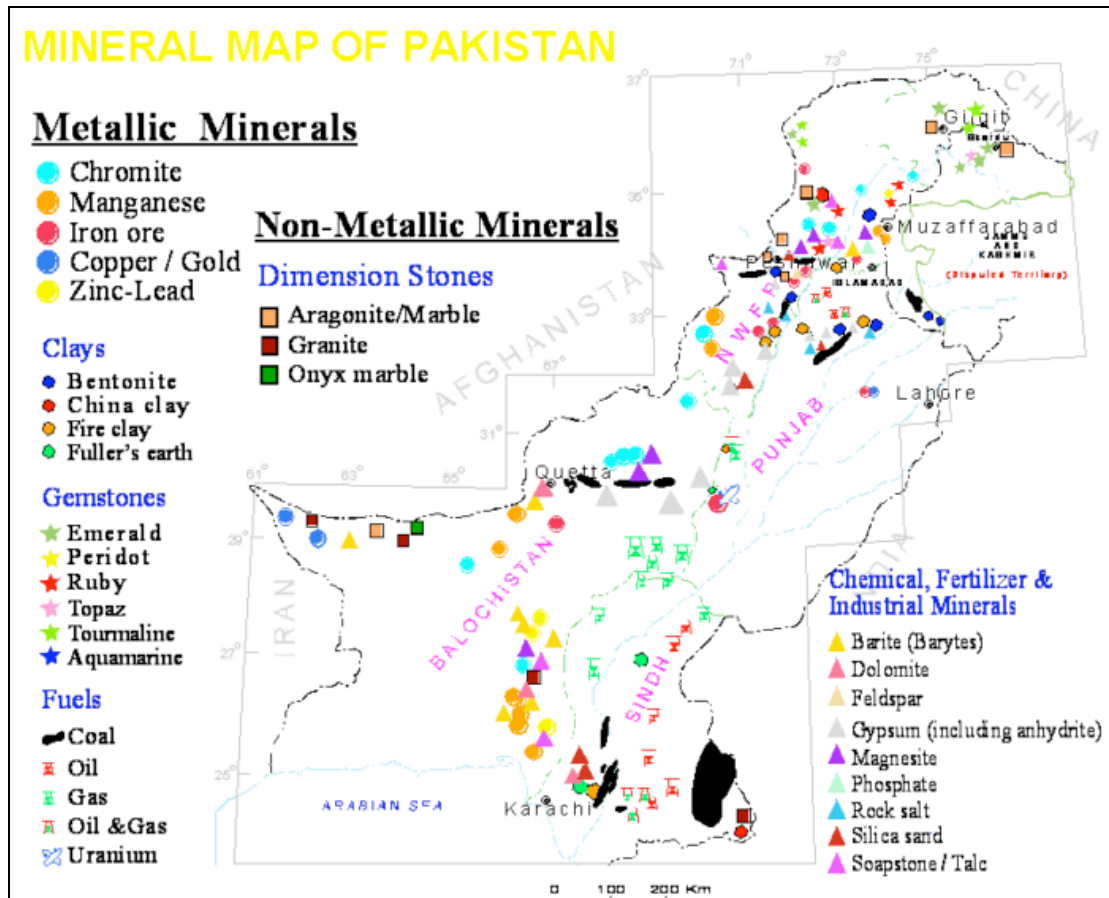 MINERAL MAP OF PAKISTAN
Metallic Minerals
Chromite
Manganese
Iron ore
Copper / Gold
Zinc-Lead
Clays
Bentonite
China clay
Fire clay
Fuller's earth
Gemstones
Emerald
Peridot
Ruby
Topaz
Tourmaline
Aquamarine
Fuels
Coal
Oil
Gas
Oil &Gas
Uranium
Non-Metallic Minerals
Dimension Stones
Aragonite/Marble
Granite
Onyx marble
71°
73°
75°
37°
35°
33°
67°
31°
61°
63°
65°
29°
27°
25°
CHINA
Gilgit
Muzaffarabad
JAMMU
AND
KASHMIR
(Disputed Territory)
Peshawar
ISLAMABAD
N W F P
AFGHANISTAN
Lahore
PUNJAB
Quetta
BALOCHISTAN
IRAN
INDIA
SINDH
Karachi
ARABIAN SEA
0 100 200 Km
Chemical, Fertilizer &
Industrial Minerals
Barite (Barytes)
Dolomite
Feldspar
Gypsum (including anhydrite)
Magnesite
Phosphate
Rock salt
Silica sand
Soapstone / Talc